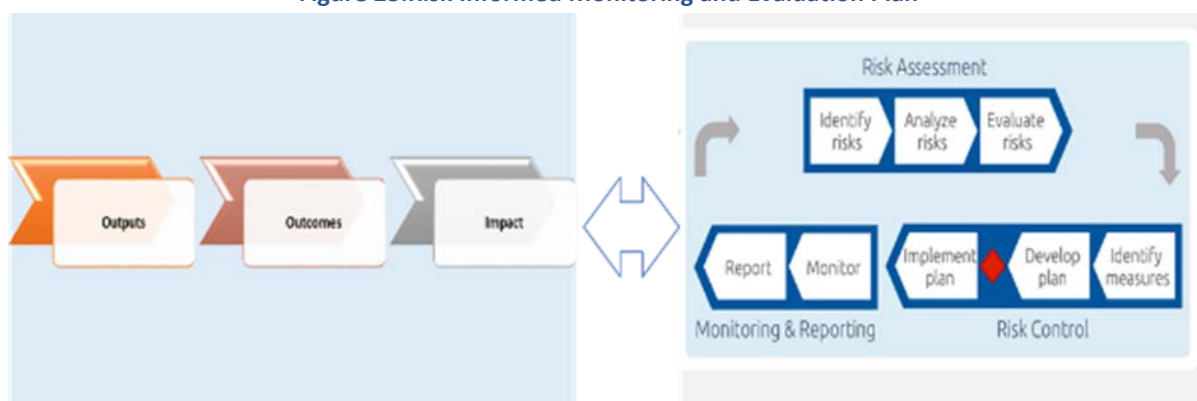 Outputs
Outcomes
Impact
Risk Assessment
Identify
risks
Analyze
risks
Evaluate
risks
Report
Monitor
Implement
plan
Develop
plan
Identify
measures
Monitoring & Reporting
Risk Control